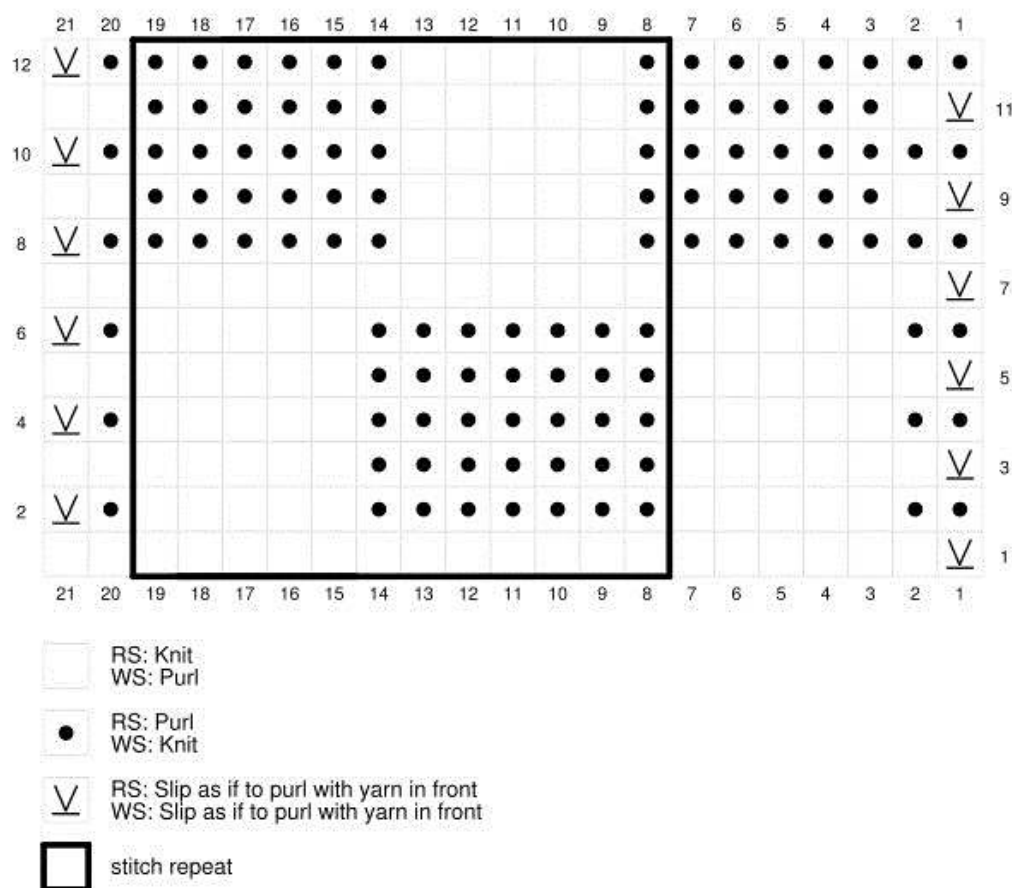 21 20 19 18 17 16 15 14 13 12 11 10 9 8 7 6 5 4 3 2 1
12
11
10
9
8
7
6
5
4
3
2
1
21 20 19 18 17 16 15 14 13 12 11 10 9 8 7 6 5 4 3 2 1
RS: Knit
WS: Purl
RS: Purl
WS: Knit
RS: Slip as if to purl with yarn in front
WS: Slip as if to purl with yarn in front
stitch repeat